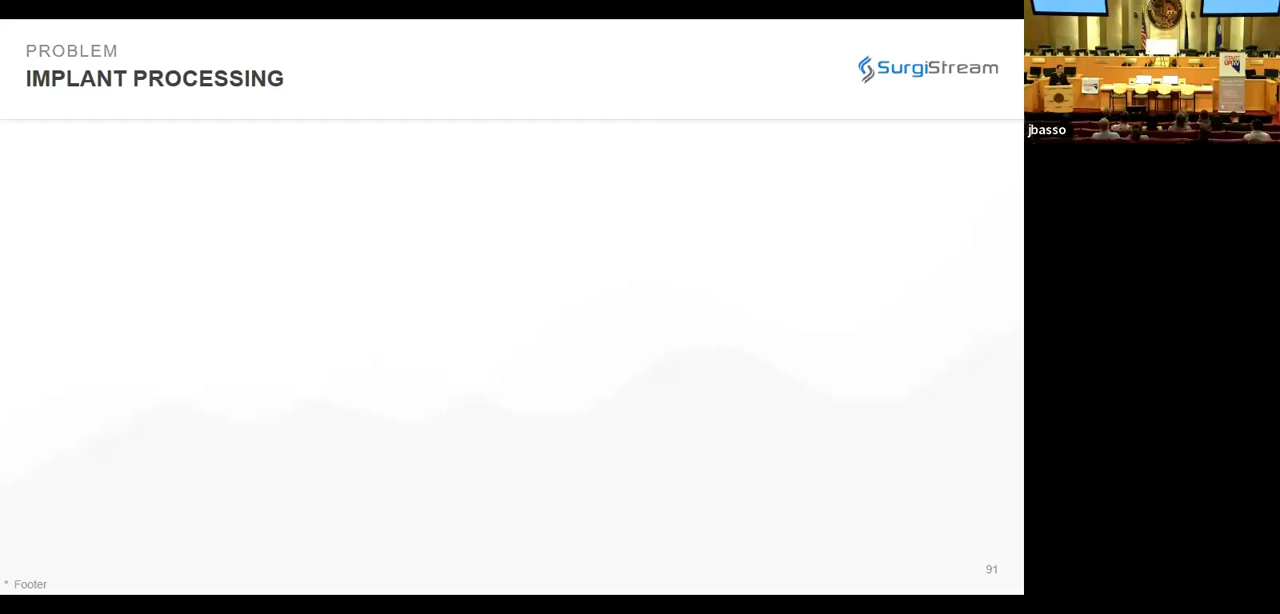 PROBLEM
IMPLANT PROCESSING
SurgiStream
jbasso
91
* Footer